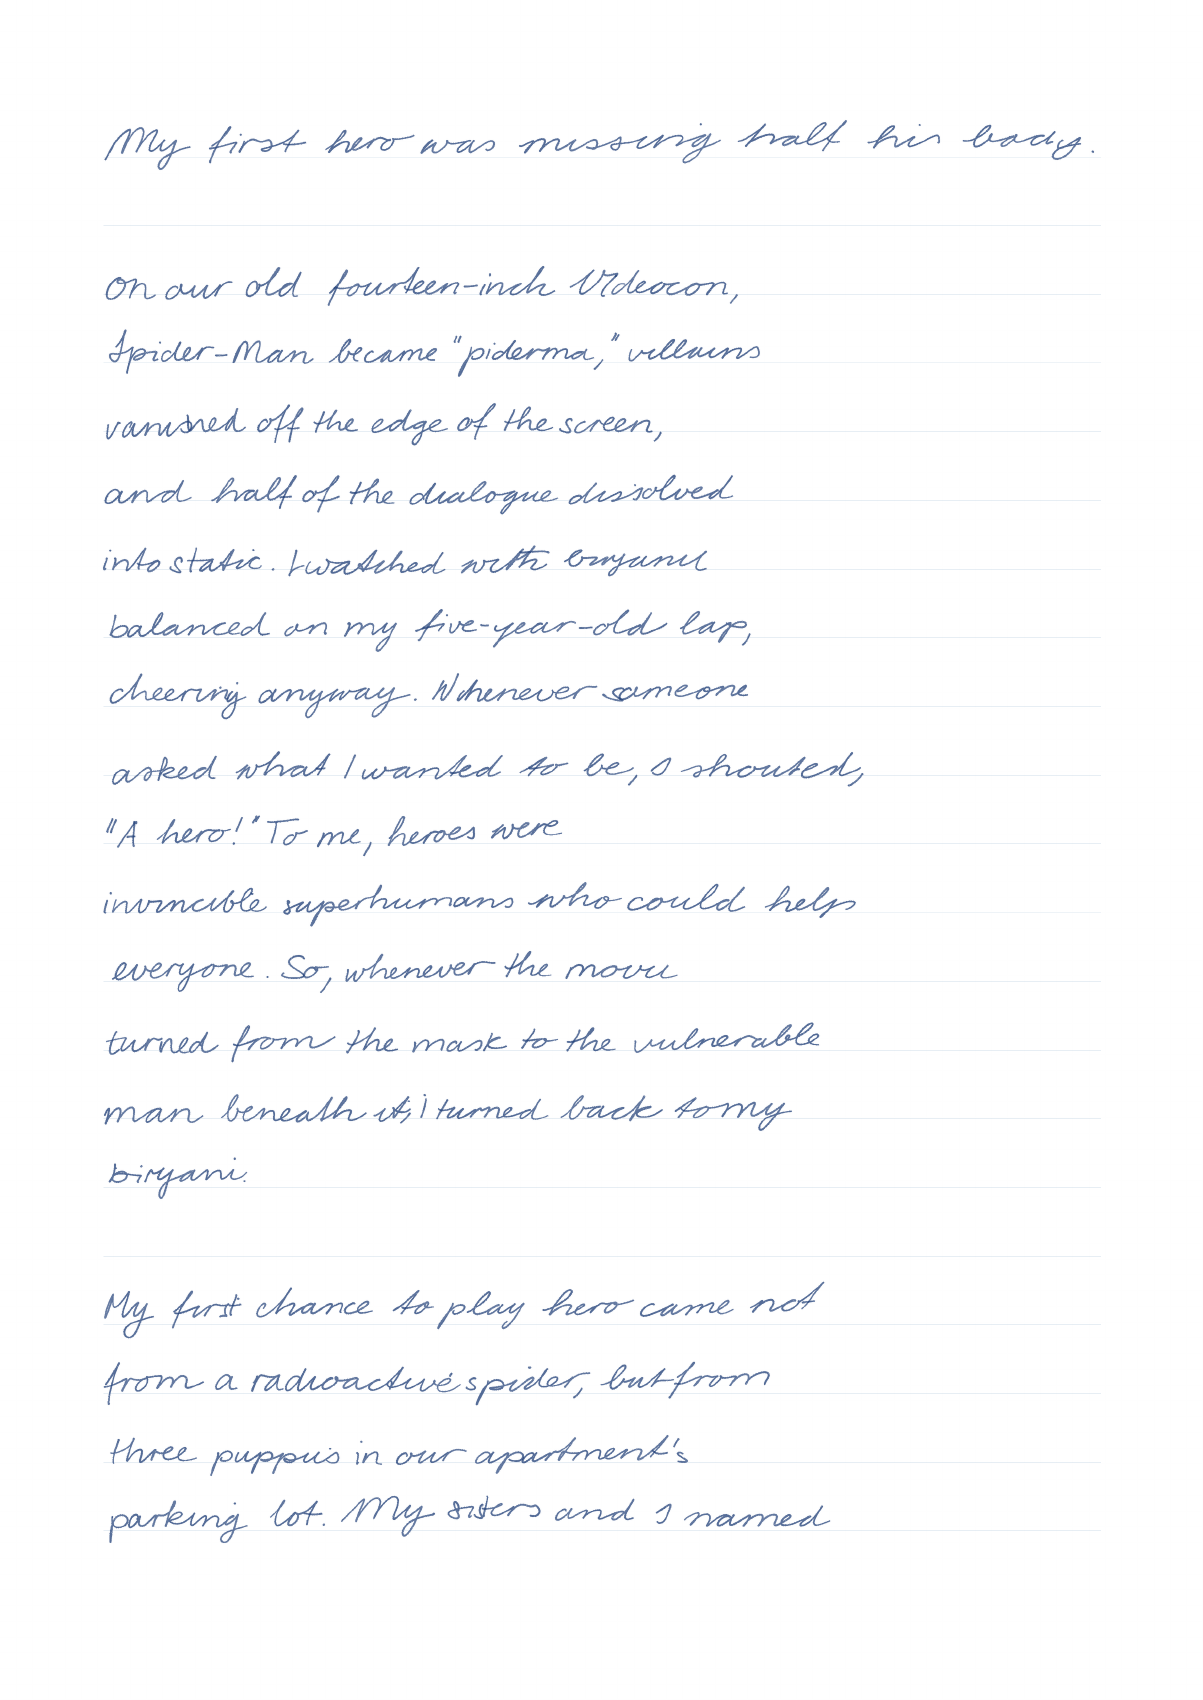 My first hero was missing half his body.
On our old fourteen-inch Videocon,
Spider-Man became "piderma," villains
vanished off the edge of the screen,
and half of the dialogue dissolved
into static. I watched with biryani
balanced on my five-year-old lap,
cheering anyway. Whenever someone
asked what I wanted to be, I shouted,
"A hero!" To me, heroes were
invincible superhumans who could help
everyone. So, whenever the movie
turned from the mask to the vulnerable
man beneath it, I turned back to my
biryani.
My first chance to play hero came not
from a radioactive spider, but from
three puppies in our apartment's
parking lot. My sisters and I named